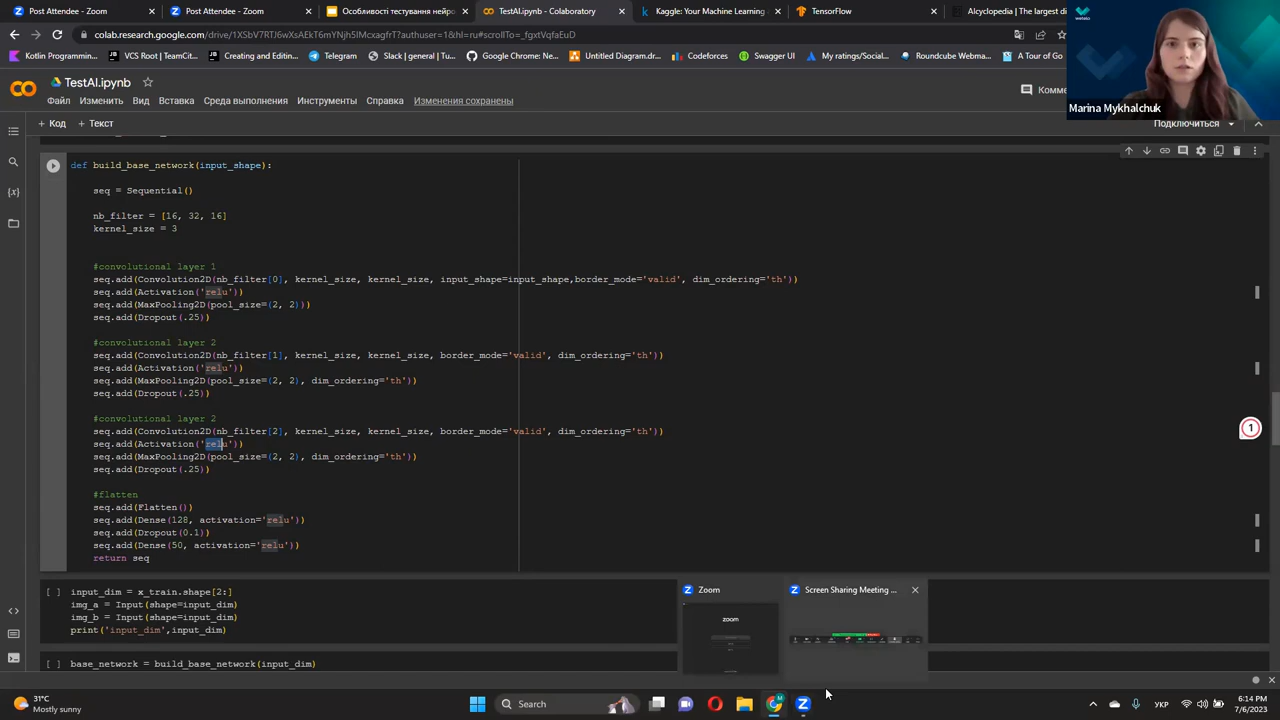 Post Attendee - Zoom
Post Attendee - Zoom
Особливості тестування нейро
TestAI.ipynb - Colaboratory
Kaggle: Your Machine Learning
TensorFlow
Alcyclopedia (The largest di
colab.research.google.com/drive/
Kotlin Programmin...
VCS Root | TeamCit...
Creating and Editin...
Telegram
Slack | general | Tu...
Google Chrome: Re...
Untitled Diagram.dr...
Codeforces
Swagger UI
My ratings/Social...
Roundcube Webma...
A Tour of Go
Marina Mykhalchuk
TestAI.ipynb
Файл Изменить Вид Вставка Среда выполнения Инструменты Справка Изменения сохранены
Комме
+ Код + Текст
Подключиться
def build_base_network(input_shape):
seq = Sequential()
nb_filter = [16, 32, 16]
kernel_size = 3
#convolutional layer 1
seq.add(Convolution2D(nb_filter[0], kernel_size, kernel_size, input_shape=input_shape,border_mode='valid', dim_ordering='th'))
seq.add(Activation('relu'))
seq.add(MaxPooling2D(pool_size=(2, 2)))
seq.add(Dropout(.25))
#convolutional layer 2
seq.add(Convolution2D(nb_filter[1], kernel_size, kernel_size, border_mode='valid', dim_ordering='th'))
seq.add(Activation('relu'))
seq.add(MaxPooling2D(pool_size=(2, 2), dim_ordering='th'))
seq.add(Dropout(.25))
#convolutional layer 2
seq.add(Convolution2D(nb_filter[2], kernel_size, kernel_size, border_mode='valid', dim_ordering='th'))
seq.add(Activation('relu'))
seq.add(MaxPooling2D(pool_size=(2, 2), dim_ordering='th'))
seq.add(Dropout(.25))
1
#flatten
seq.add(Flatten())
seq.add(Dense(128, activation='relu'))
seq.add(Dropout(0.1))
seq.add(Dense(50, activation='relu'))
return seq
[ ] input_dim = x_train.shape[2:]
img_a = Input(shape=input_dim)
img_b = Input(shape=input_dim)
print('input_dim',input_dim)
Zoom
Screen Sharing Meeting ...
zoom
[ ] base_network = build_base_network(input_dim)
31°C
Mostly sunny
Search
УКР
6:14 PM
7/6/2023